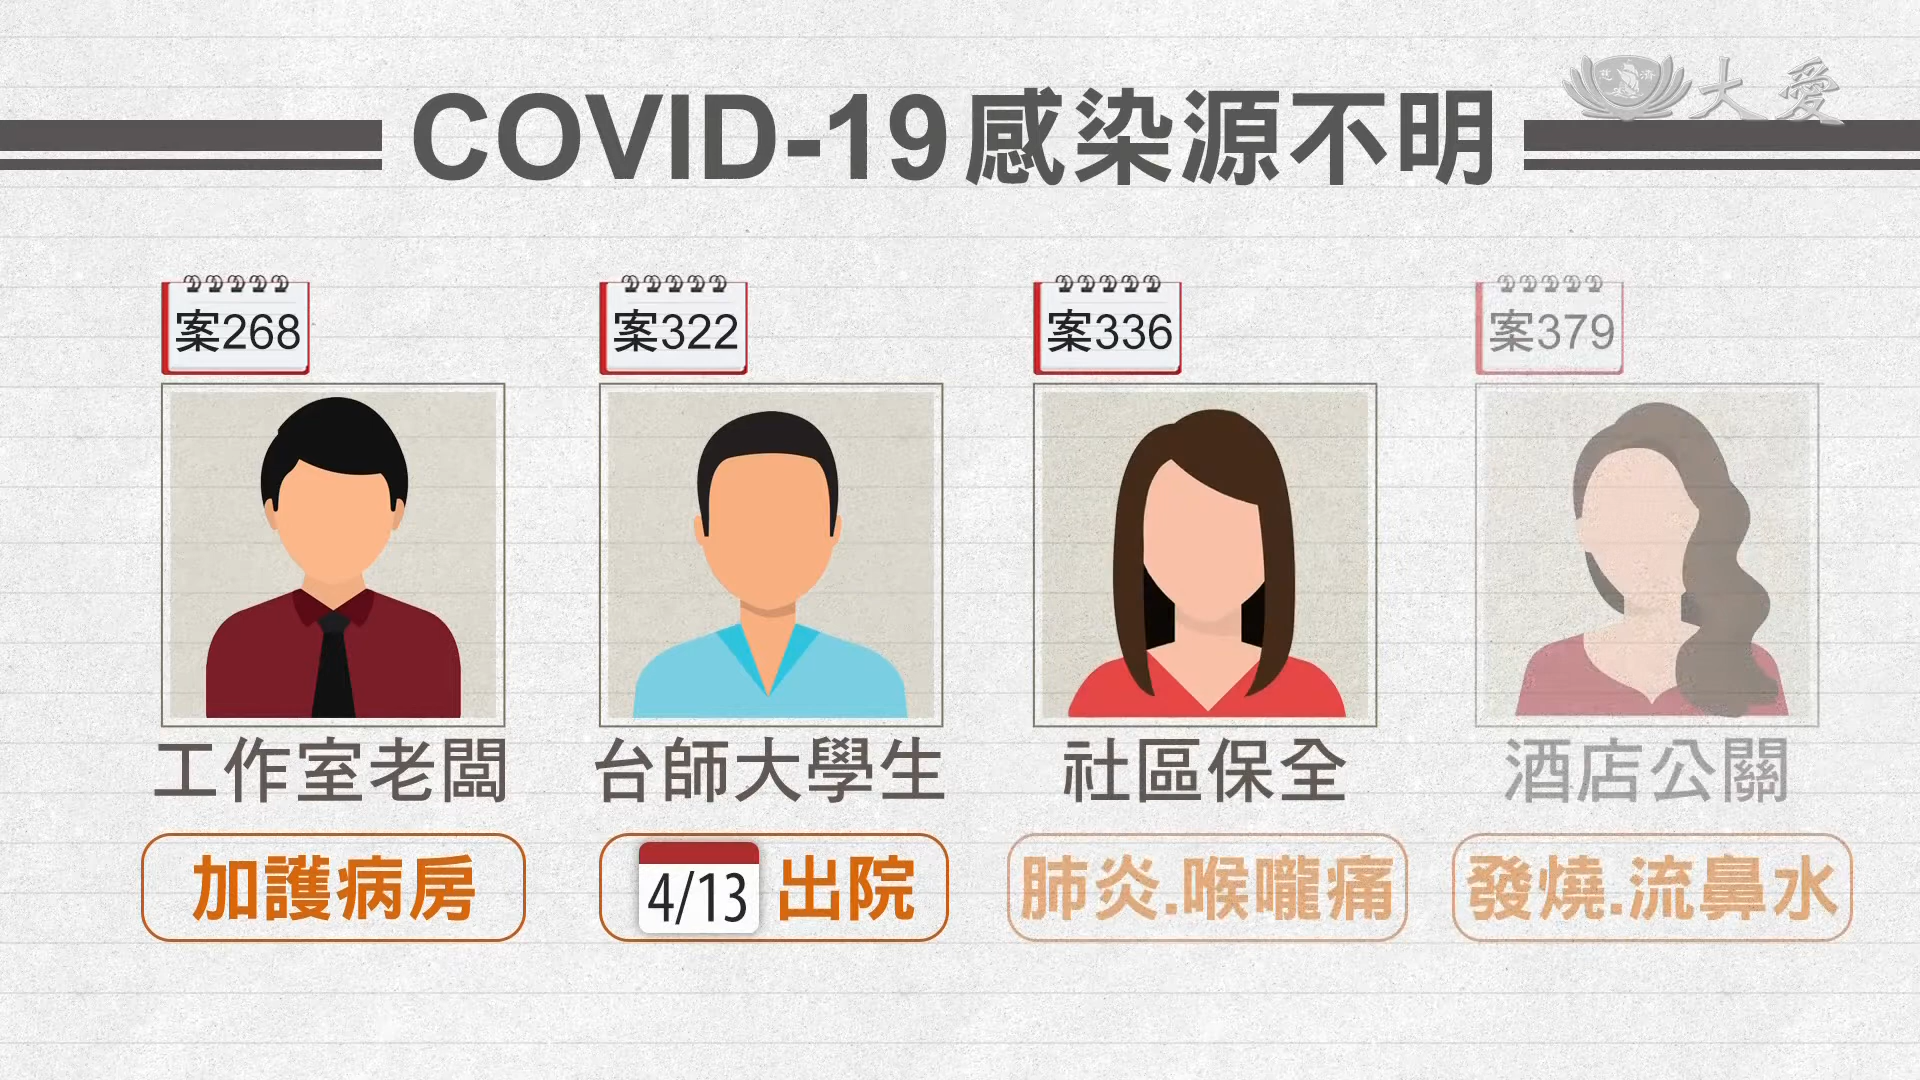 COVID-19感染源不明
慈濟 大愛
案268
案322
案336
案379
工作室老闆
台師大學生
社區保全
酒店公關
加護病房
4/13 出院
肺炎.喉嚨痛
發燒.流鼻水